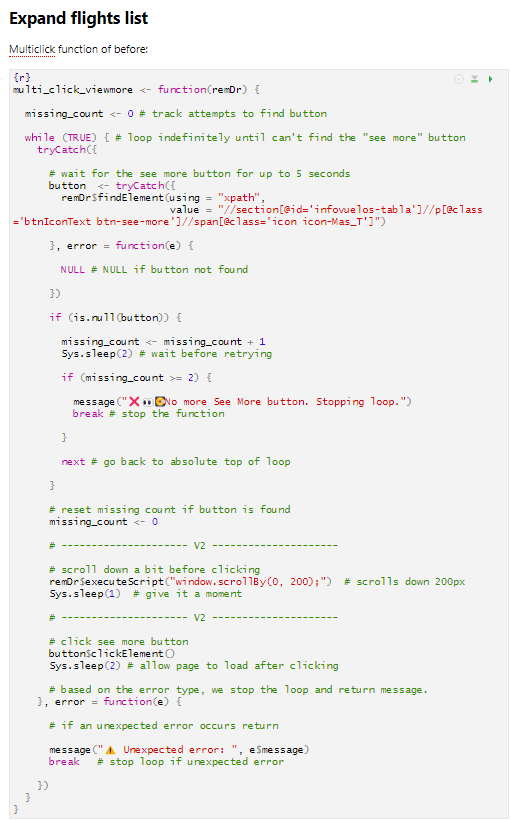 Expand flights list
Multiclick function of before:
{r}
multi_click_viewmore <- function(remDr) {
missing_count <- 0 # track attempts to find button
while (TRUE) { # loop indefinitely until can't find the "see more" button
tryCatch({
# wait for the see more button for up to 5 seconds
button  <- tryCatch({
remDr$findElement(using = "xpath",
value = "//section[@id='infovuelos-tabla']//p[@class
='btnIconText btn-see-more']//span[@class='icon icon-Mas_T']")
}, error = function(e) {
NULL # NULL if button not found
})
if (is.null(button)) {
missing_count <- missing_count + 1
Sys.sleep(2) # wait before retrying
if (missing_count >= 2) {
message("❌👀💽No more See More button. Stopping loop.")
break # stop the function
}
next # go back to absolute top of loop
}
# reset missing count if button is found
missing_count <- 0
# -------------------- V2 --------------------
# scroll down a bit before clicking
remDr$executeScript("window.scrollBy(0, 200);")  # scrolls down 200px
Sys.sleep(1)  # give it a moment
# -------------------- V2 --------------------
# click see more button
button$clickElement()
Sys.sleep(2) # allow page to load after clicking
# based on the error type, we stop the loop and return message.
}, error = function(e) {
# if an unexpected error occurs return
message("⚠️ Unexpected error: ", e$message)
break   # stop loop if unexpected error
})
}
}